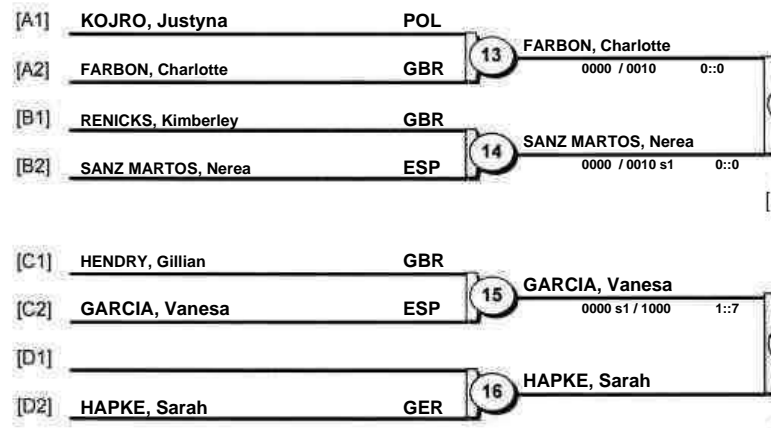 [A1] KOJRO, Justyna POL
[A2] FARBON, Charlotte GBR
13
FARBON, Charlotte
0000 / 0010 0::0
[B1] RENICKS, Kimberley GBR
[B2] SANZ MARTOS, Nerea ESP
14
SANZ MARTOS, Nerea
0000 / 0010 s1 0::0
[
[C1] HENDRY, Gillian GBR
[C2] GARCIA, Vanesa ESP
15
GARCIA, Vanesa
0000 s1 / 1000 1::7
[D1]
[D2] HAPKE, Sarah GER
16
HAPKE, Sarah